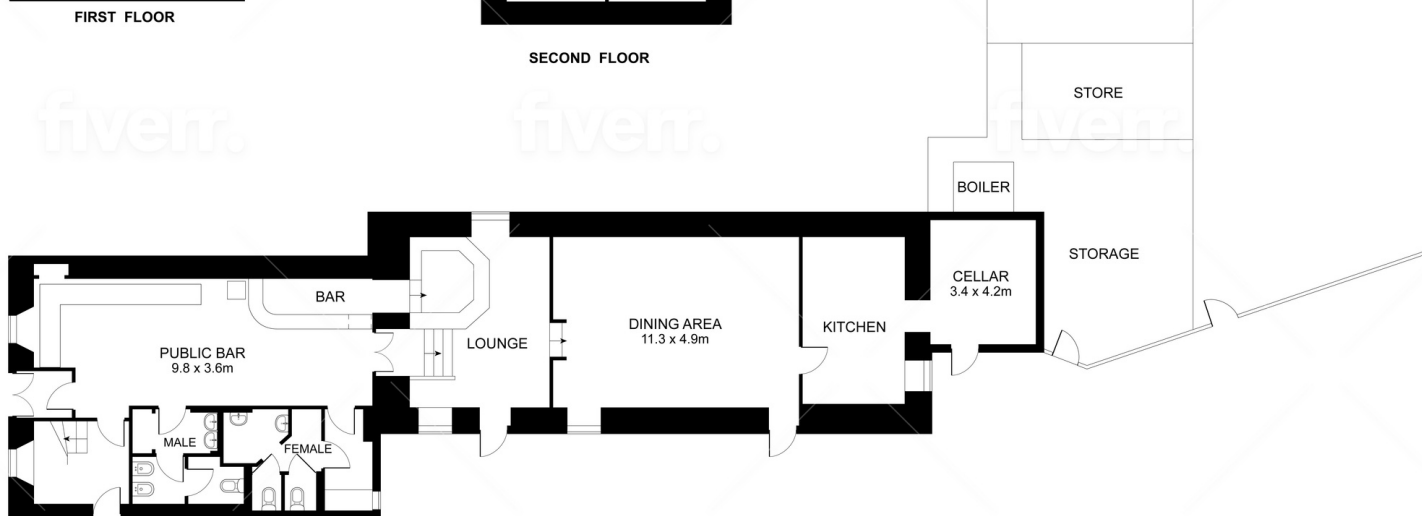 FIRST FLOOR
SECOND FLOOR
fiverr.
fiverr.
fiverr.
STORE
BOILER
STORAGE
CELLAR
3.4 x 4.2m
BAR
DINING AREA
11.3 x 4.9m
KITCHEN
LOUNGE
PUBLIC BAR
9.8 x 3.6m
MALE
FEMALE